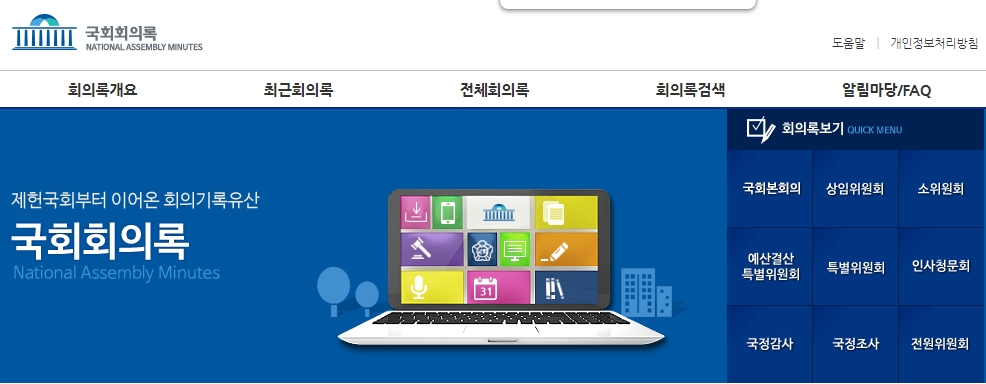 국회회의록
NATIONAL ASSEMBLY MINUTES
도움말 | 개인정보처리방침
회의록개요 최근회의록 전체회의록 회의록검색 알림마당/FAQ
제헌국회부터 이어온 회의기록유산
국회회의록
National Assembly Minutes
31
회의록보기 QUICK MENU
국회본회의 상임위원회 소위원회
예산결산
특별위원회 특별위원회 인사청문회
국정감사 국정조사 전원위원회